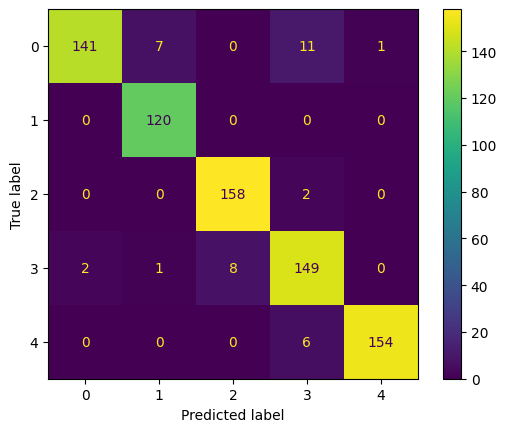 0 141 7 0 11 1
1 0 120 0 0 0
2 0 0 158 2 0
3 2 1 8 149 0
4 0 0 0 6 154
0 1 2 3 4
Predicted label
True label
140
120
100
80
60
40
20
0